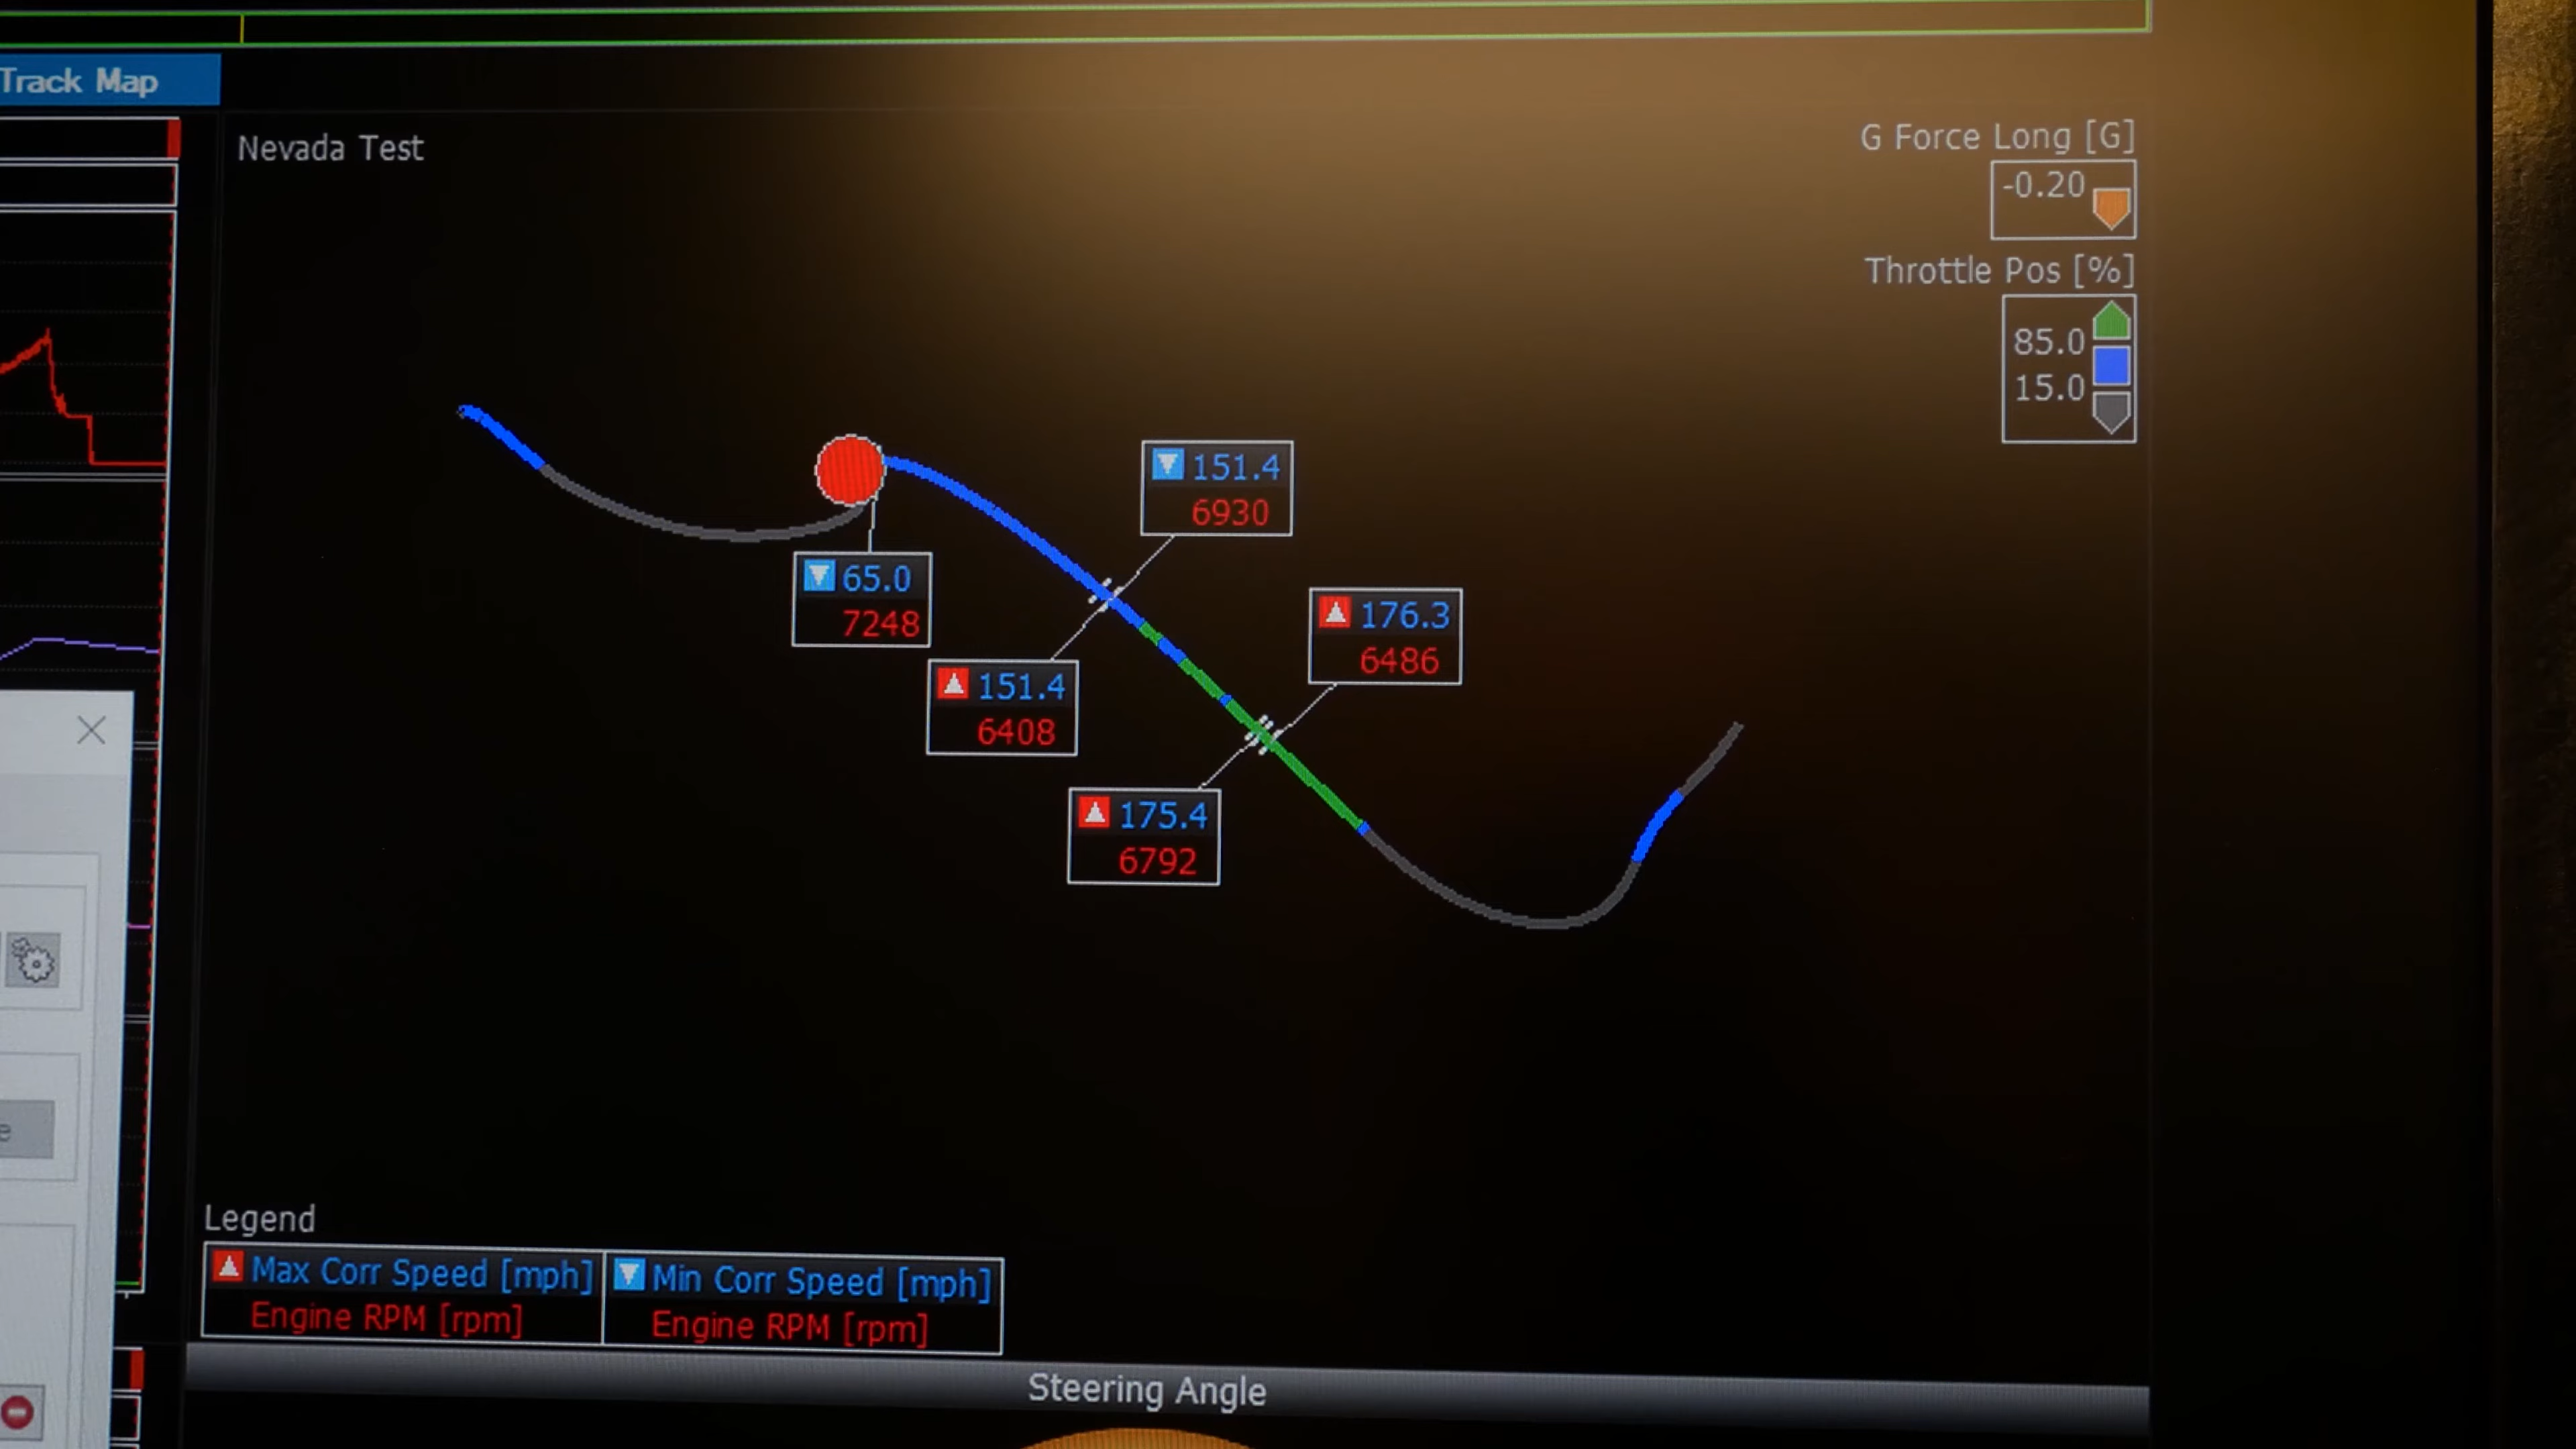 Track Map
Nevada Test
G Force Long [G]
-0.20
Throttle Pos [%]
85.0
15.0
151.4
6930
65.0
7248
176.3
6486
151.4
6408
175.4
6792
e
Legend
Max Corr Speed [mph]
Engine RPM [rpm]
Min Corr Speed [mph]
Engine RPM [rpm]
Steering Angle